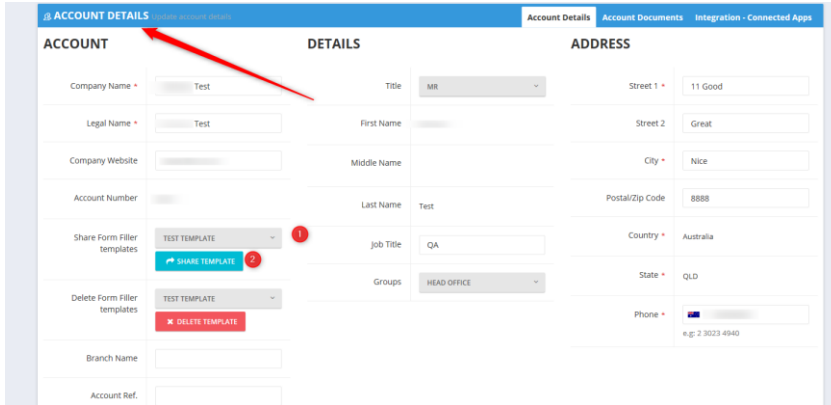 ACCOUNT DETAILS Update account details
Account Details Account Documents Integration - Connected Apps
ACCOUNT
Company Name * Test
Legal Name * Test
Company Website
Account Number
Share Form Filler
templates
TEST TEMPLATE
1
SHARE TEMPLATE
2
Delete Form Filler
templates
TEST TEMPLATE
DELETE TEMPLATE
Branch Name
Account Ref.
DETAILS
Title MR
First Name
Middle Name
Last Name Test
Job Title QA
Groups HEAD OFFICE
ADDRESS
Street 1 * 11 Good
Street 2 Great
City * Nice
Postal/Zip Code 8888
Country * Australia
State * QLD
Phone *
e.g: 2 3023 4940